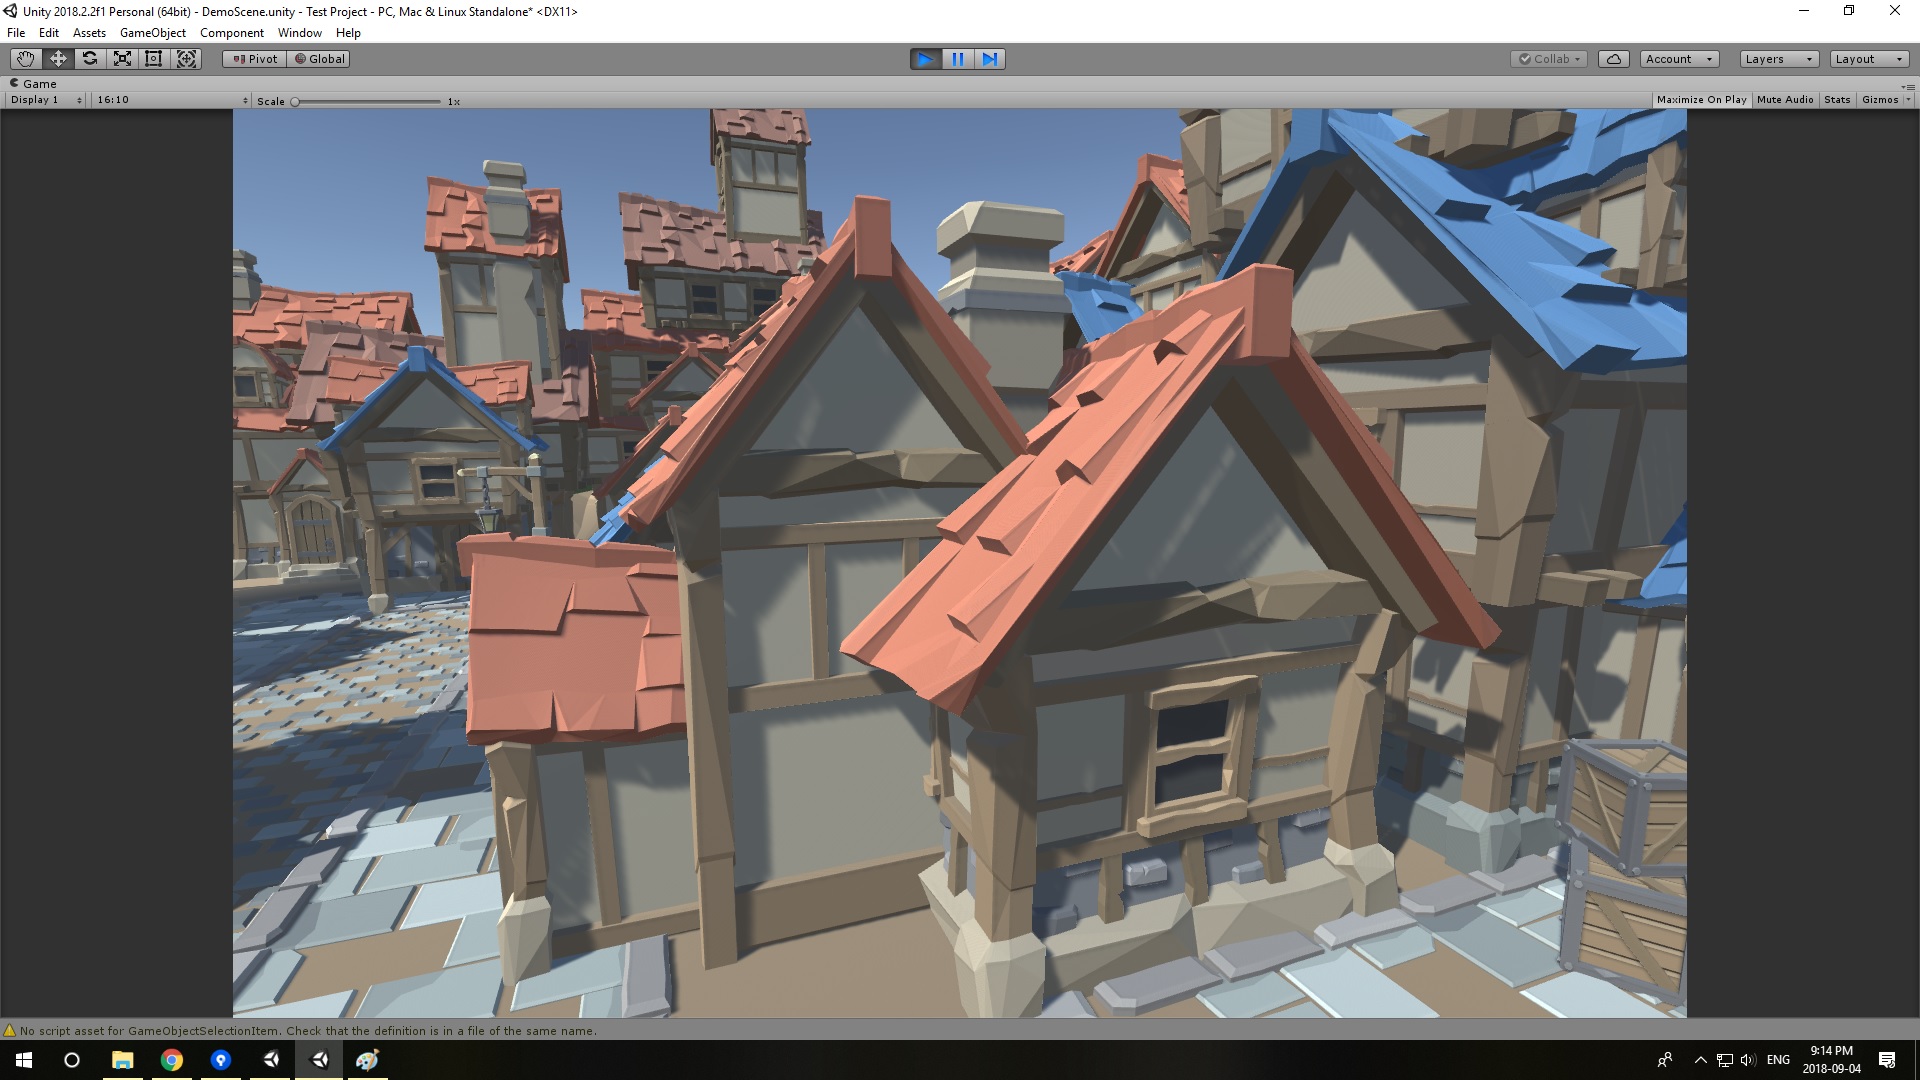 Unity 2018.2.2f1 Personal (64bit) - DemoScene.unity - Test Project - PC, Mac & Linux Standalone* <DX11>
File Edit Assets GameObject Component Window Help
Pivot Global Collab Account Layers Layout
Game
Display 1 16:10 Scale 1x Maximize On Play Mute Audio Stats Gizmos
No script asset for GameObjectSelectionItem. Check that the definition is in a file of the same name.
ENG 9:14 PM
2018-09-04